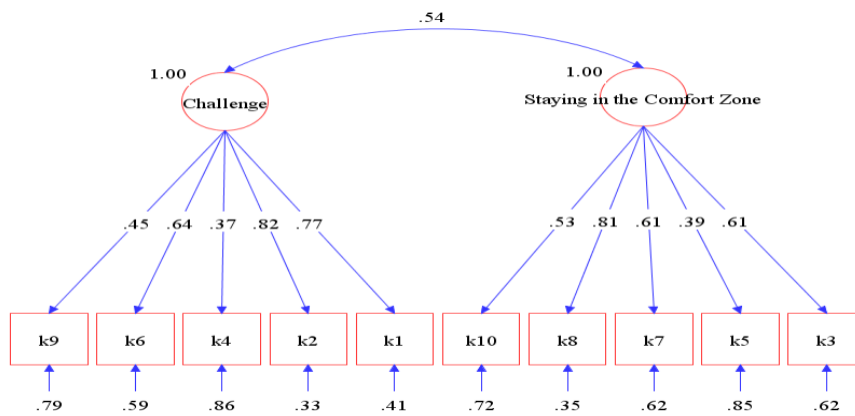 .54
1.00 1.00
Challenge Staying in the Comfort Zone
.45 .64 .37 .82 .77 .53 .81 .61 .39 .61
k9 k6 k4 k2 k1 k10 k8 k7 k5 k3
.79 .59 .86 .33 .41 .72 .35 .62 .85 .62